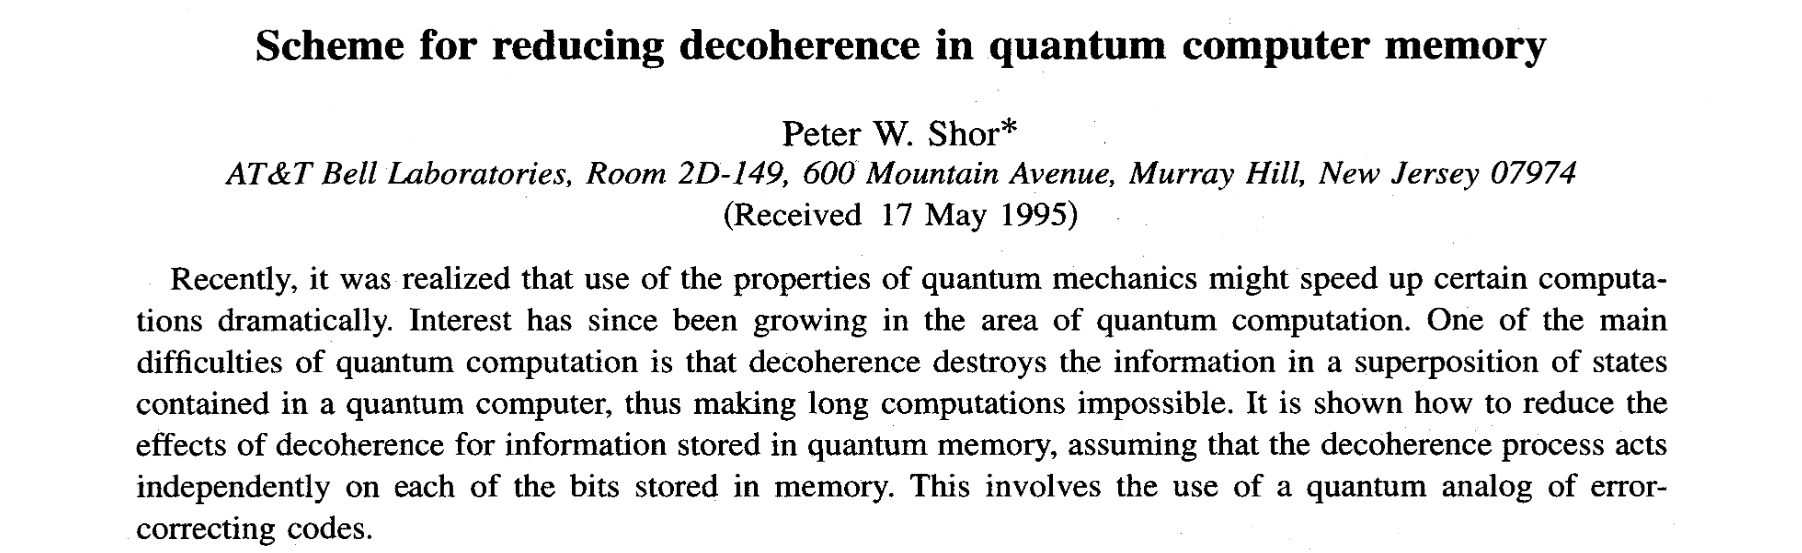 Scheme for reducing decoherence in quantum computer memory
Peter W. Shor*
AT&T Bell Laboratories, Room 2D-149, 600 Mountain Avenue, Murray Hill, New Jersey 07974
(Received 17 May 1995)
Recently, it was realized that use of the properties of quantum mechanics might speed up certain computa-
tions dramatically. Interest has since been growing in the area of quantum computation. One of the main
difficulties of quantum computation is that decoherence destroys the information in a superposition of states
contained in a quantum computer, thus making long computations impossible. It is shown how to reduce the
effects of decoherence for information stored in quantum memory, assuming that the decoherence process acts
independently on each of the bits stored in memory. This involves the use of a quantum analog of error-
correcting codes.